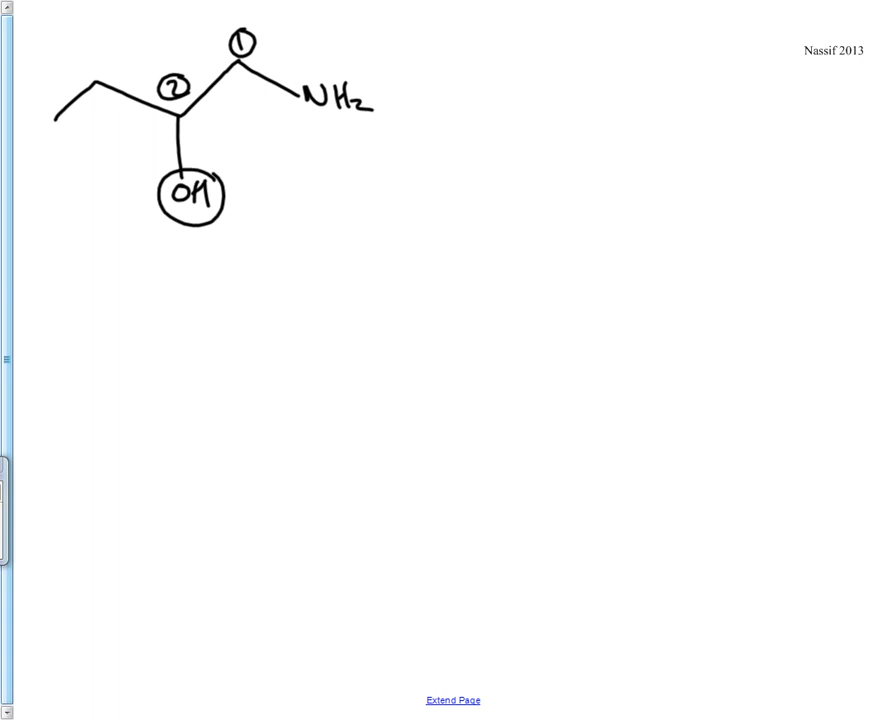 ①
Nassif 2013
②
NH₂
OH
Extend Page